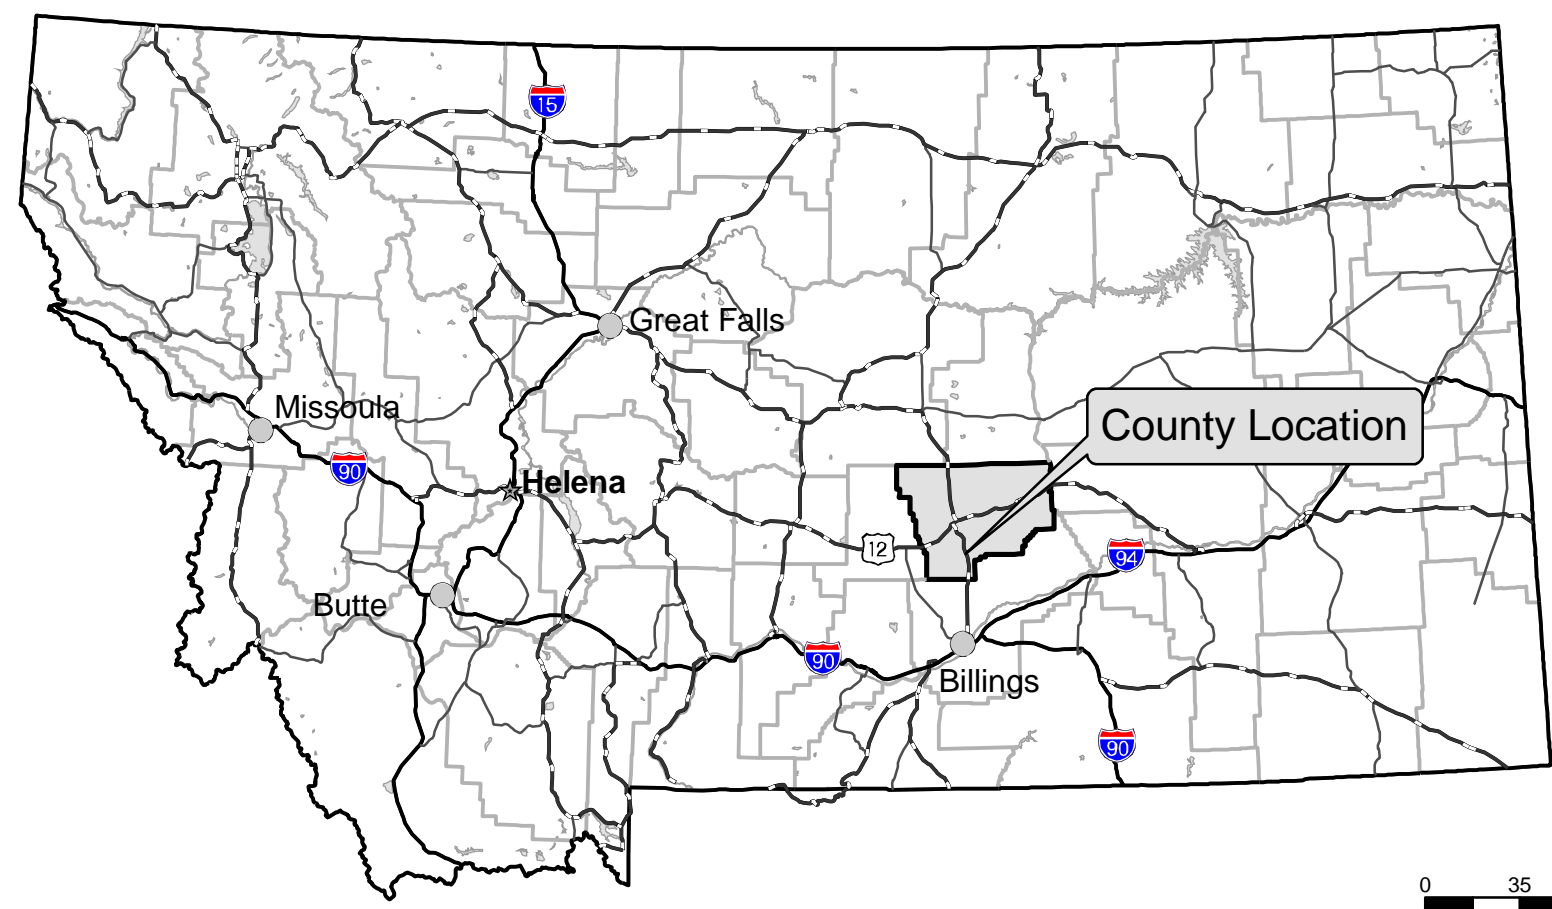 15
Great Falls
Missoula
County Location
90
Helena
12
94
Butte
90
Billings
90
0 35